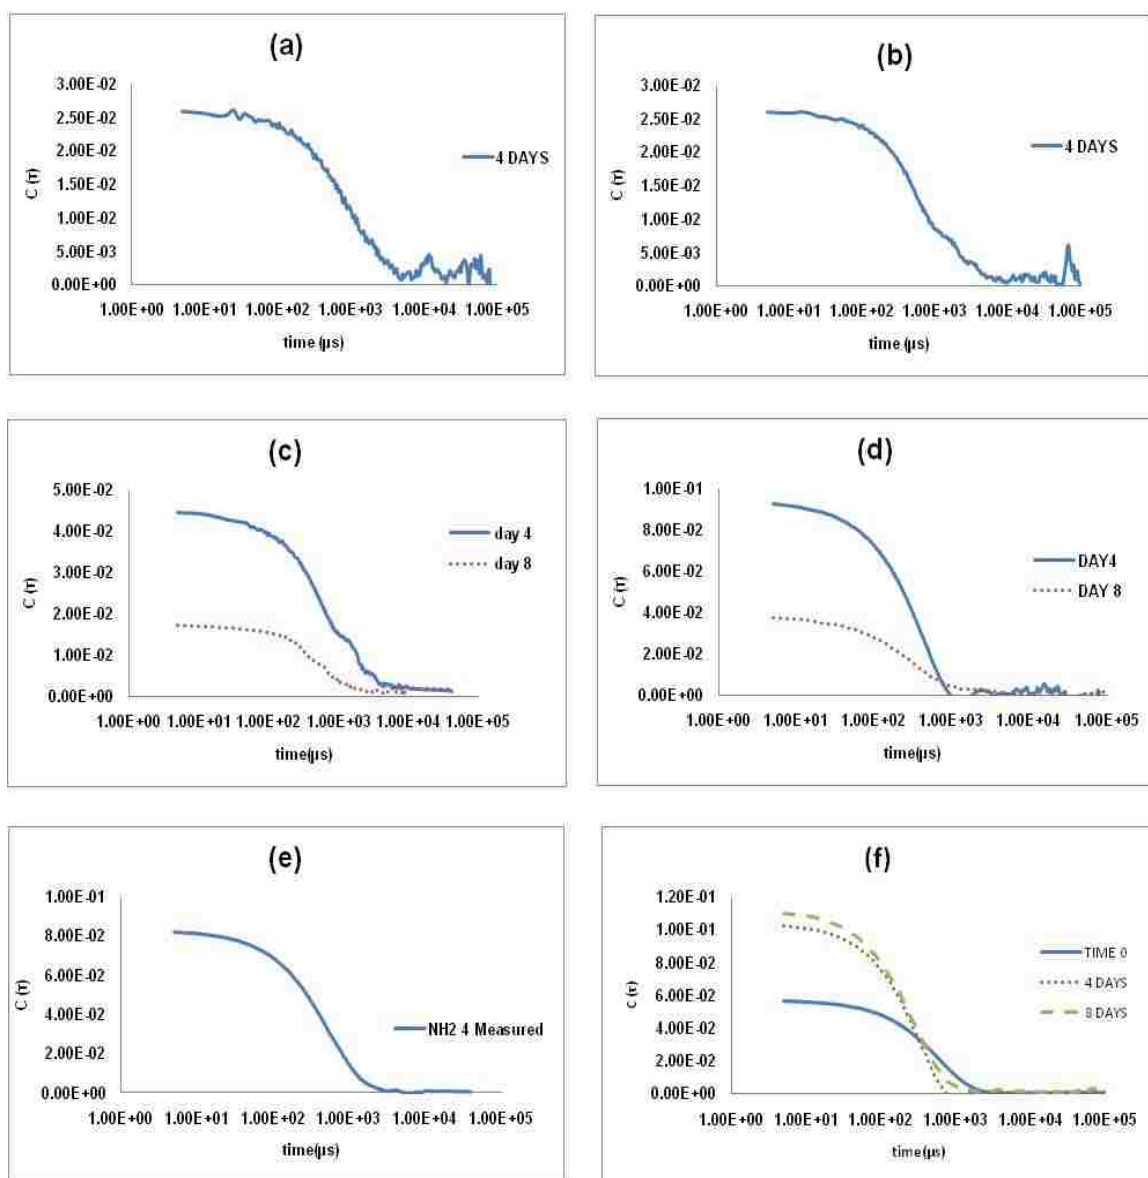 (a)
3.00E-02
2.50E-02
2.00E-02
1.50E-02
1.00E-02
5.00E-03
0.00E+00
C (τ)
4 DAYS
1.00E+00 1.00E+01 1.00E+02 1.00E+03 1.00E+04 1.00E+05
time (µs)
(b)
3.00E-02
2.50E-02
2.00E-02
1.50E-02
1.00E-02
5.00E-03
0.00E+00
C (τ)
4 DAYS
1.00E+00 1.00E+01 1.00E+02 1.00E+03 1.00E+04 1.00E+05
time (µs)
(c)
5.00E-02
4.00E-02
3.00E-02
2.00E-02
1.00E-02
0.00E+00
C (τ)
day 4
day 8
1.00E+00 1.00E+01 1.00E+02 1.00E+03 1.00E+04 1.00E+05
time(µs)
(d)
1.00E-01
8.00E-02
6.00E-02
4.00E-02
2.00E-02
0.00E+00
C (τ)
DAY4
DAY 8
1.00E+00 1.00E+01 1.00E+02 1.00E+03 1.00E+04 1.00E+05
time(µs)
(e)
1.00E-01
8.00E-02
6.00E-02
4.00E-02
2.00E-02
0.00E+00
C (τ)
NH2 4 Measured
1.00E+00 1.00E+01 1.00E+02 1.00E+03 1.00E+04 1.00E+05
time(µs)
(f)
1.20E-01
1.00E-01
8.00E-02
6.00E-02
4.00E-02
2.00E-02
0.00E+00
C (τ)
TIME 0
4 DAYS
8 DAYS
1.00E+00 1.00E+01 1.00E+02 1.00E+03 1.00E+04 1.00E+05
time(µs)